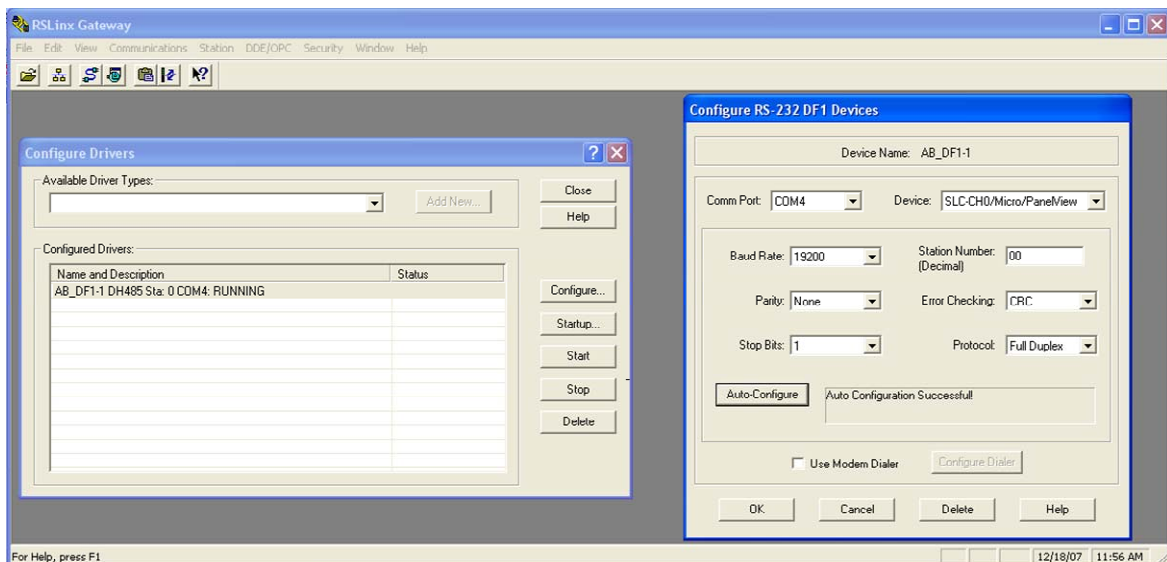 RSLinx Gateway
File Edit View Communications Station DDE/OPC Security Window Help
Configure Drivers
Available Driver Types:
Add New...
Close
Help
Configured Drivers:
Name and Description Status
AB_DF1-1 DH485 Sta: 0 COM4: RUNNING
Configure...
Startup...
Start
Stop
Delete
Configure RS-232 DF1 Devices
Device Name: AB_DF1-1
Comm Port: COM4 Device: SLC-CH0/Micro/PanelView
Baud Rate: 19200 Station Number: 00
(Decimal)
Parity: None Error Checking: CRC
Stop Bits: 1 Protocol: Full Duplex
Auto-Configure Auto Configuration Successful!
Use Modem Dialer Configure Dialer
OK Cancel Delete Help
For Help, press F1 12/18/07 11:56 AM